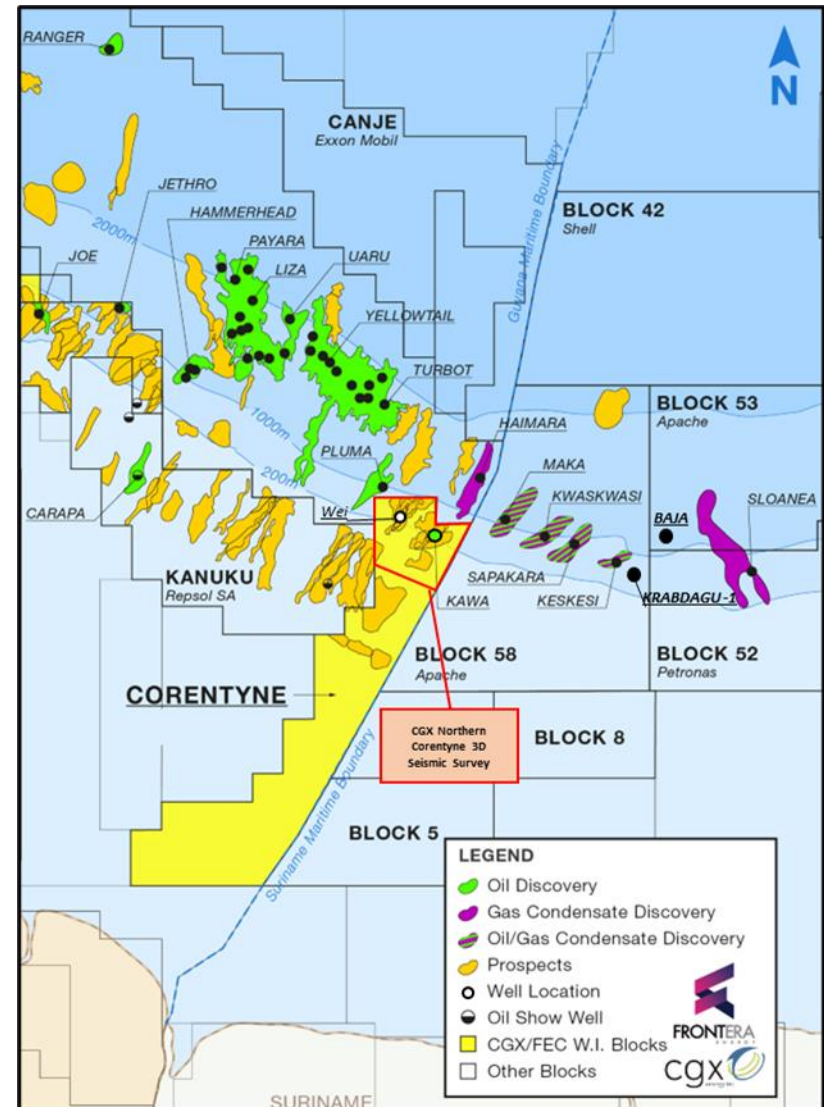 RANGER
N
CANJE
Exxon Mobil
JETHRO
HAMMERHEAD
PAYARA
LIZA
UARU
2000m
BLOCK 42
Shell
Guyana Maritime Boundary
JOE
YELLOWTAIL
TURBOT
1000m
BLOCK 53
Apache
HAIMARA
PLUMA
200m
MAKA
KWASKWASI
SLOANEA
BAJA
Wei
CARAPA
KANUKU
Repsol SA
SAPAKARA
KESKESI
KRABDAGU-1
KAWA
BLOCK 58
Apache
BLOCK 52
Petronas
CORENTYNE
CGX Northern
Corentyne 3D
Seismic Survey
BLOCK 8
BLOCK 5
Suriname Maritime Boundary
LEGEND
Oil Discovery
Gas Condensate Discovery
Oil/Gas Condensate Discovery
Prospects
Well Location
Oil Show Well
CGX/FEC W.I. Blocks
Other Blocks
FRONTERA
ENERGY
cgx
energy inc
SURINAME